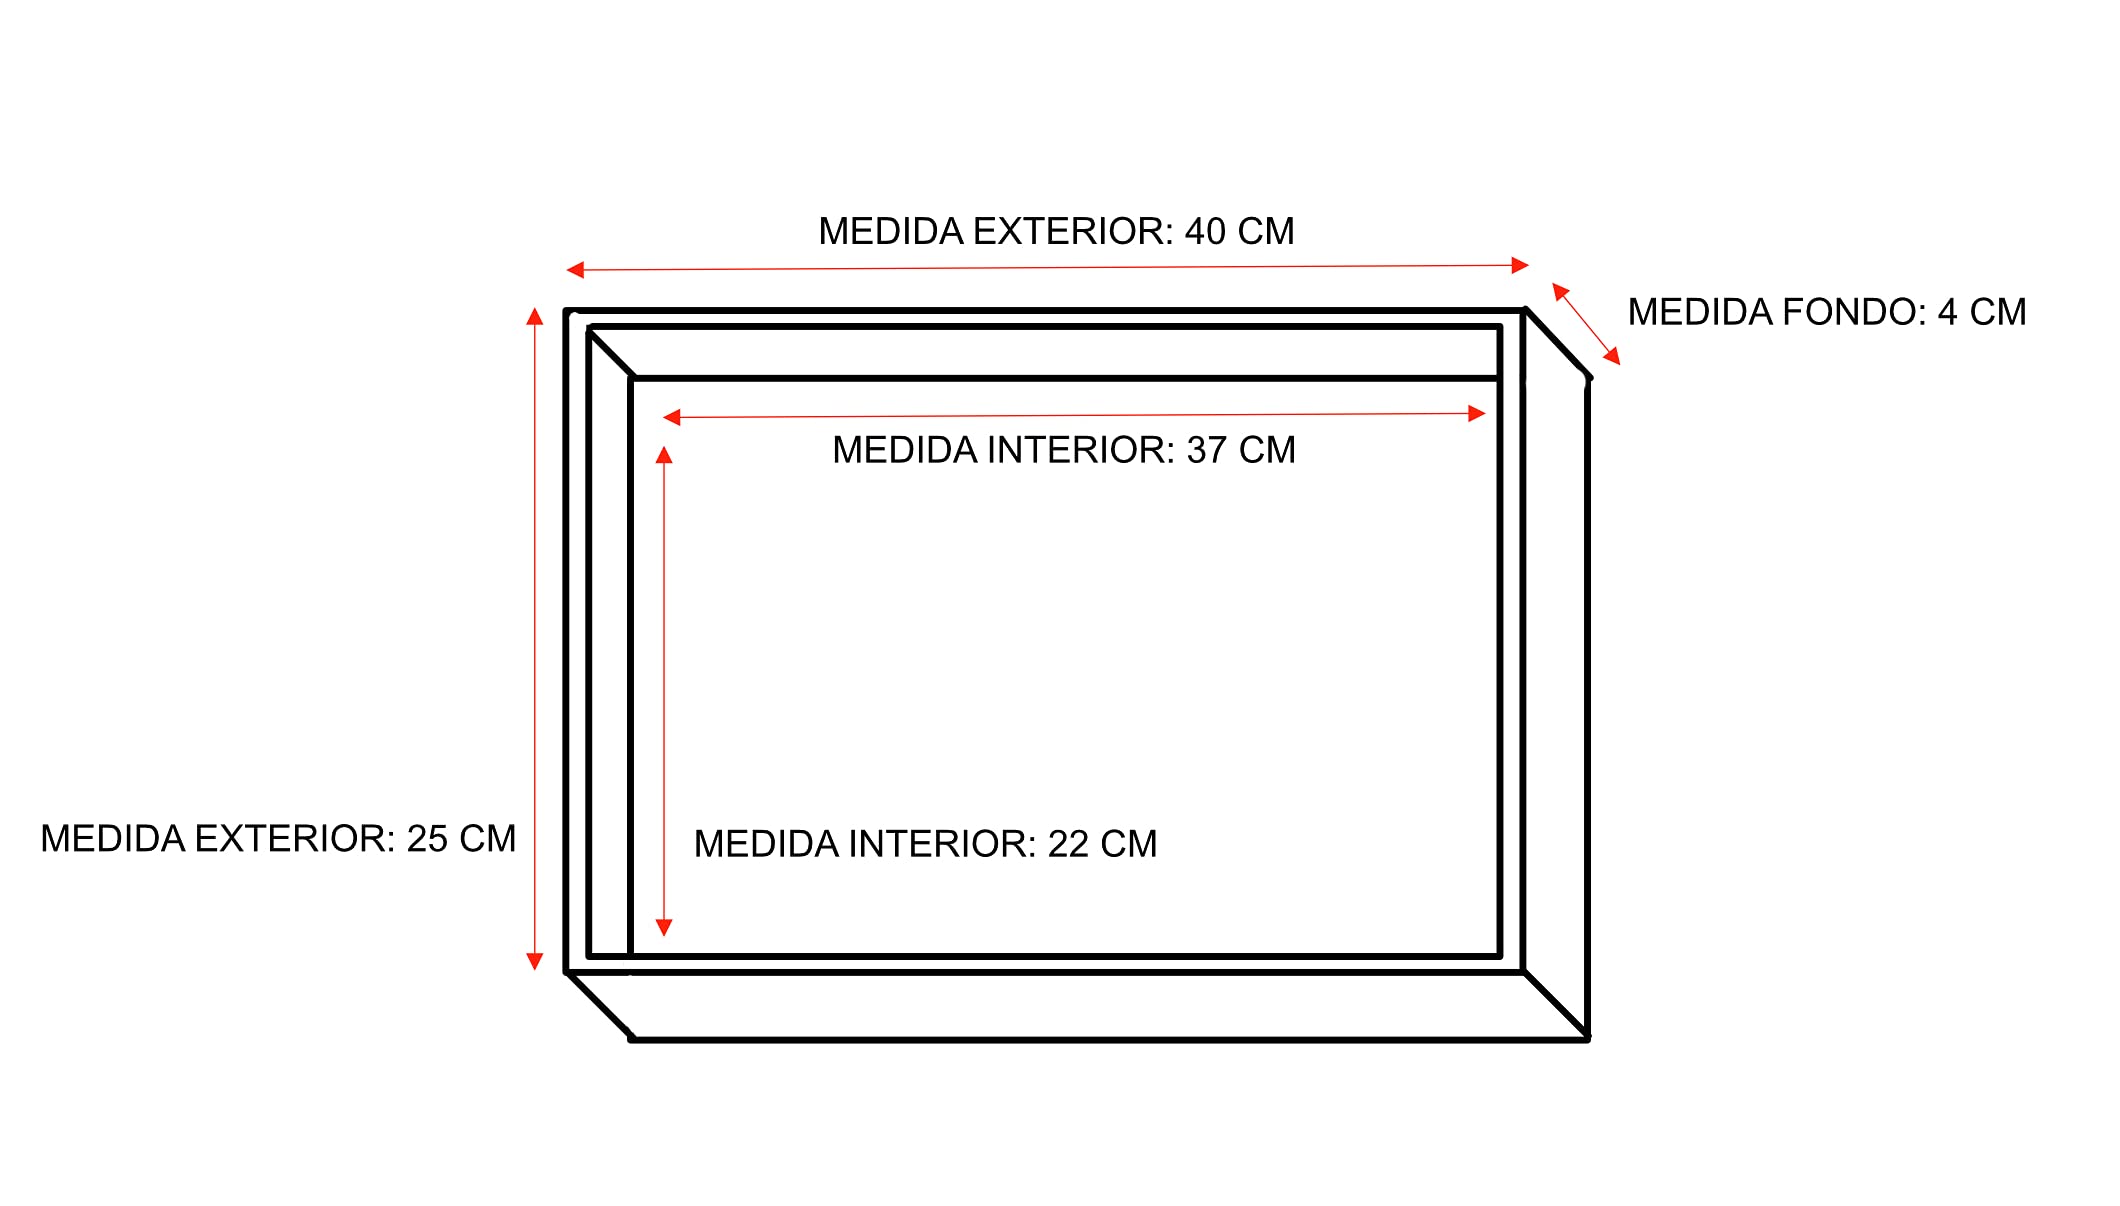 MEDIDA EXTERIOR: 40 CM
MEDIDA FONDO: 4 CM
MEDIDA INTERIOR: 37 CM
MEDIDA EXTERIOR: 25 CM
MEDIDA INTERIOR: 22 CM